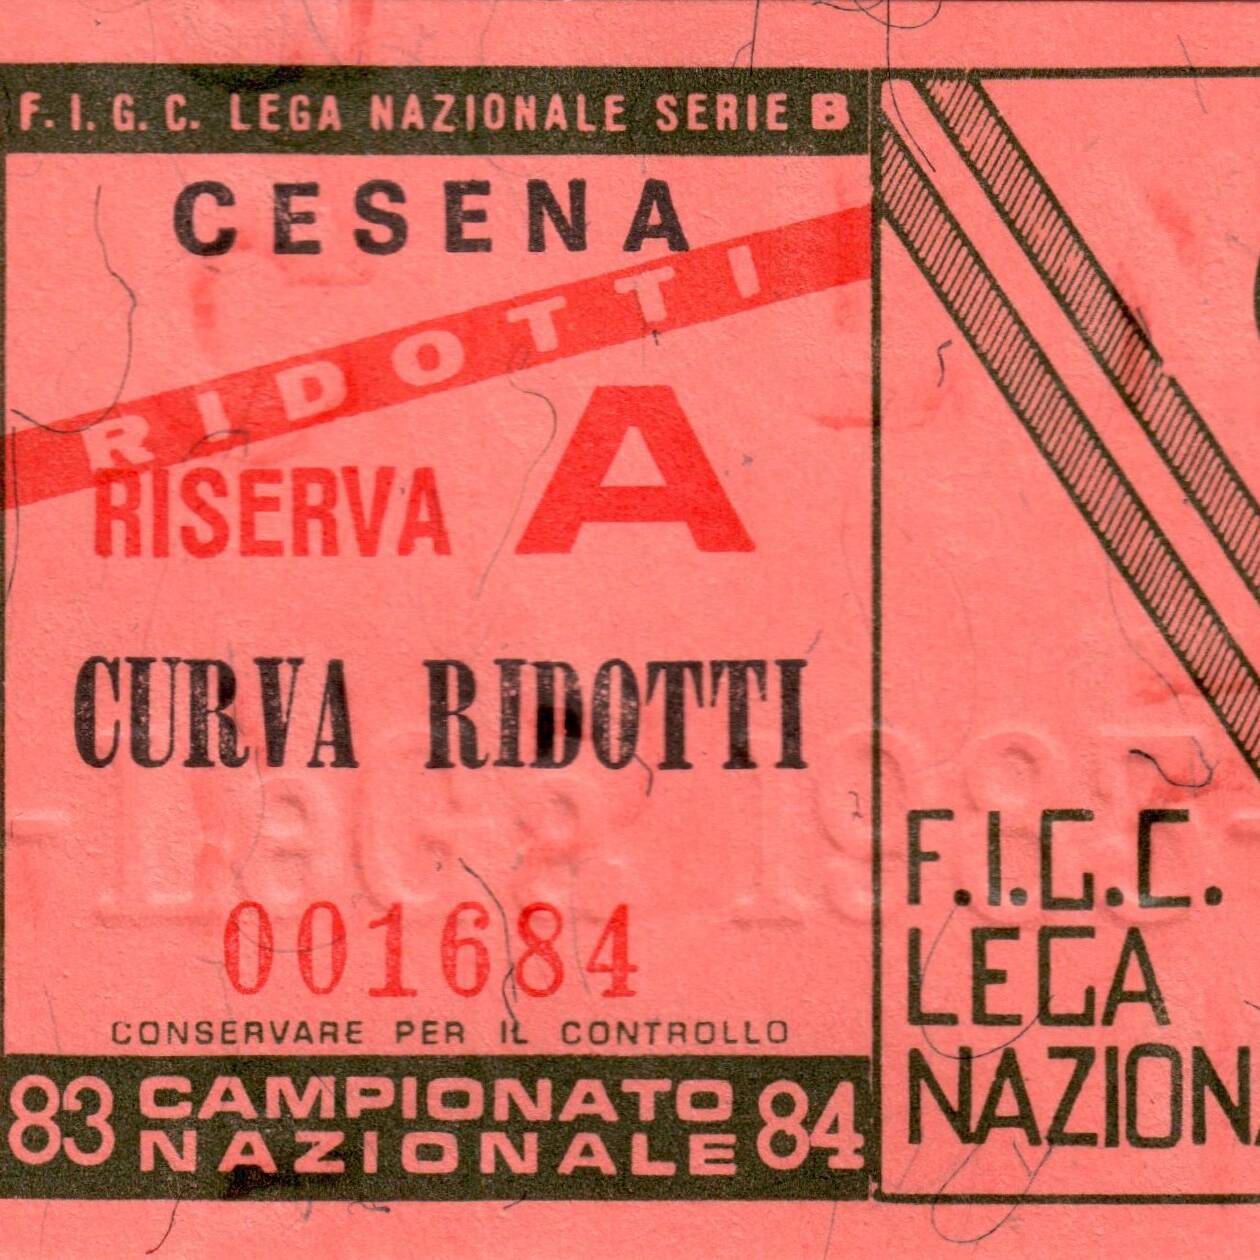 F. I. G. C. LEGA NAZIONALE SERIE B
CESENA
RIDOTTI
RISERVA A
CURVA RIDOTTI
001684
CONSERVARE PER IL CONTROLLO
83 CAMPIONATO NAZIONALE 84
F.I.G.C.
LEGA